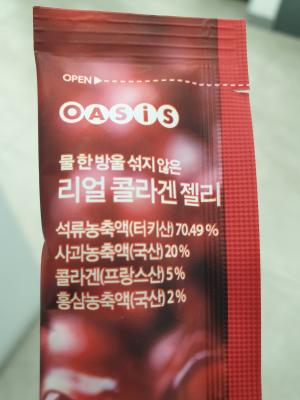 OPEN
OASiS
물 한 방울 섞지 않은
리얼 콜라겐 젤리
석류농축액(터키산) 70.49 %
사과농축액(국산) 20 %
콜라겐(프랑스산) 5 %
홍삼농축액(국산) 2 %